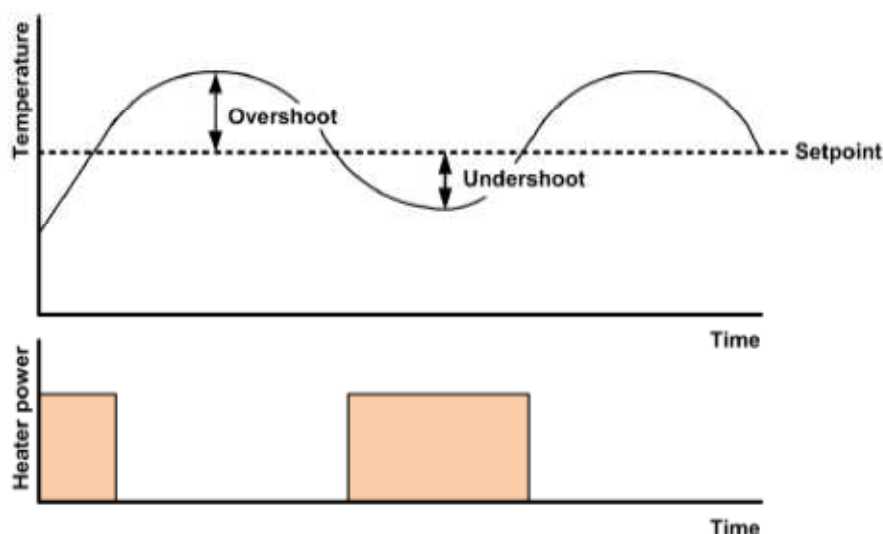 Temperature
Overshoot
Setpoint
Undershoot
Time
Heater power
Time